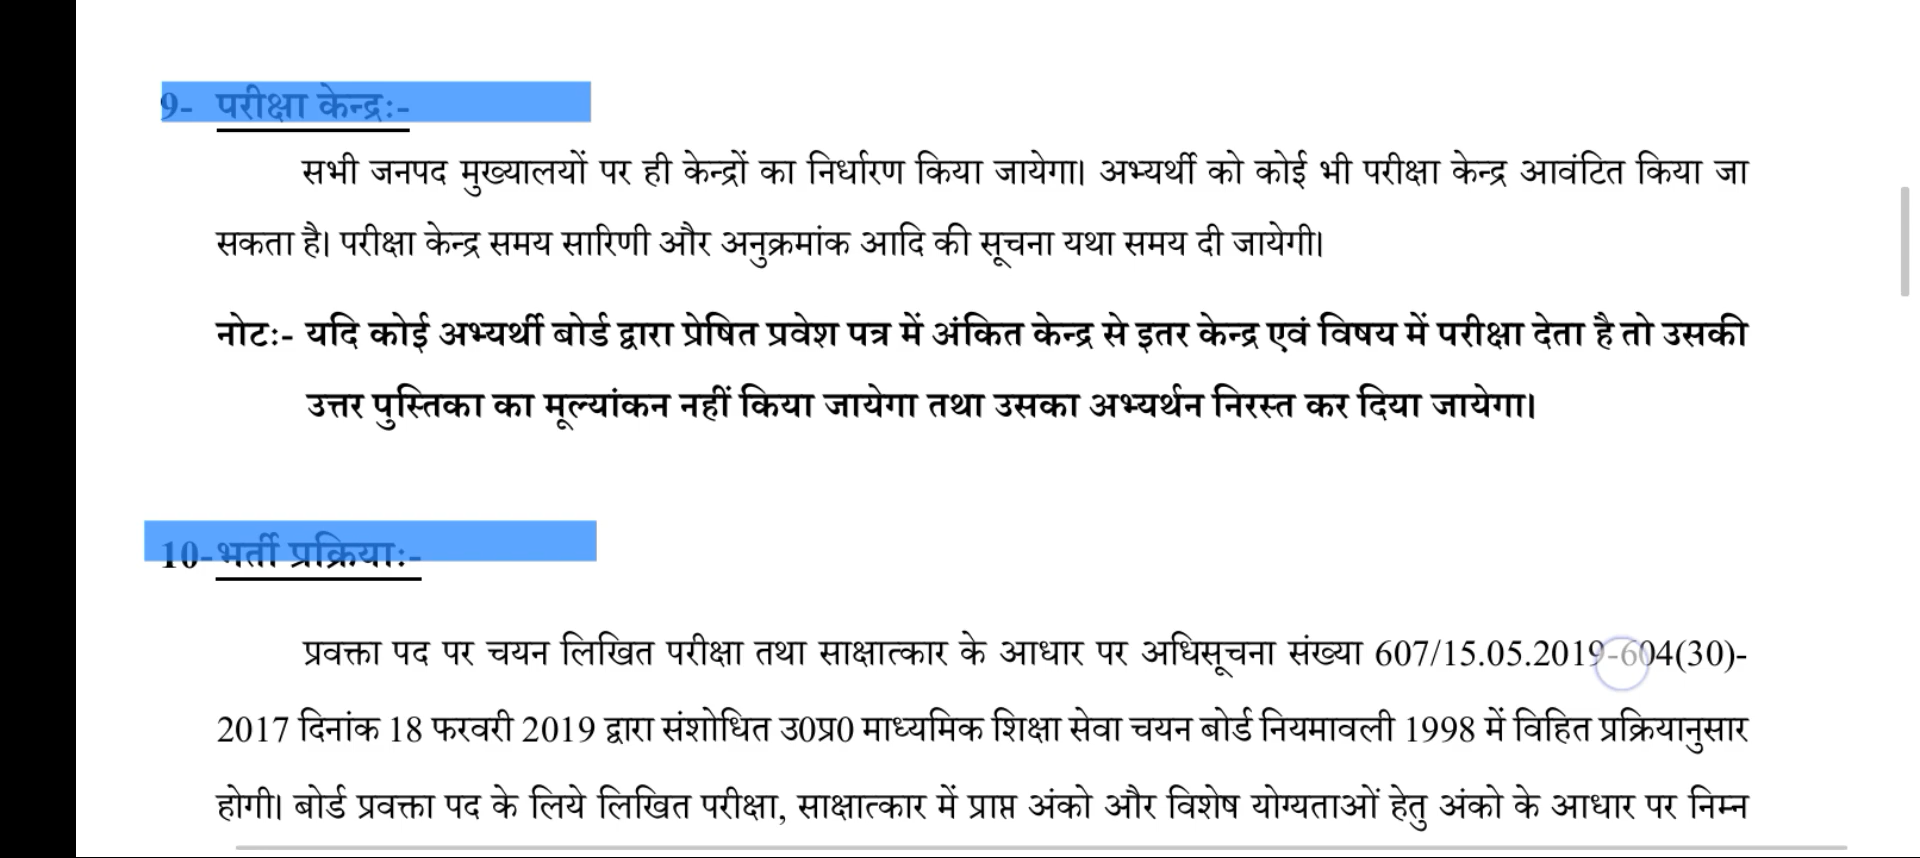 9- परीक्षा केन्द्रः-
सभी जनपद मुख्यालयों पर ही केन्द्रों का निर्धारण किया जायेगा। अभ्यर्थी को कोई भी परीक्षा केन्द्र आवंटित किया जा
सकता है। परीक्षा केन्द्र समय सारिणी और अनुक्रमांक आदि की सूचना यथा समय दी जायेगी।
नोटः- यदि कोई अभ्यर्थी बोर्ड द्वारा प्रेषित प्रवेश पत्र में अंकित केन्द्र से इतर केन्द्र एवं विषय में परीक्षा देता है तो उसकी
उत्तर पुस्तिका का मूल्यांकन नहीं किया जायेगा तथा उसका अभ्यर्थन निरस्त कर दिया जायेगा।
10-भर्ती प्रक्रियाः-
प्रवक्ता पद पर चयन लिखित परीक्षा तथा साक्षात्कार के आधार पर अधिसूचना संख्या 607/15.05.2019-604(30)-
2017 दिनांक 18 फरवरी 2019 द्वारा संशोधित उ0प्र0 माध्यमिक शिक्षा सेवा चयन बोर्ड नियमावली 1998 में विहित प्रक्रियानुसार
होगी। बोर्ड प्रवक्ता पद के लिये लिखित परीक्षा, साक्षात्कार में प्राप्त अंको और विशेष योग्यताओं हेतु अंको के आधार पर निम्न